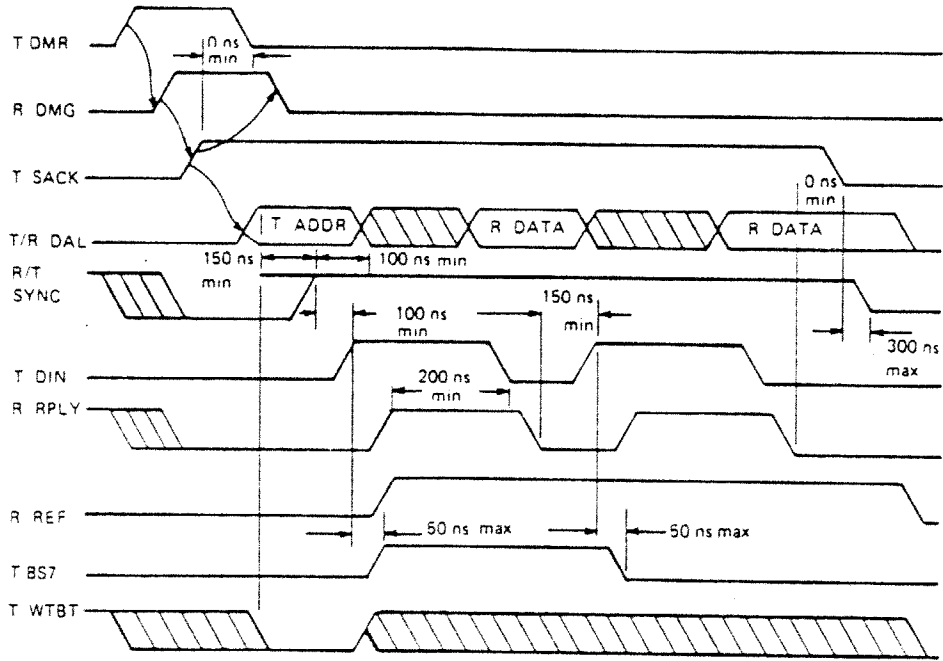 T DMR
0 ns
min
R DMG
T SACK
0 ns
min
T/R DAL
T ADDR
R DATA
R DATA
150 ns
min
100 ns min
R/T
SYNC
100 ns
min
150 ns
min
300 ns
max
T DIN
200 ns
min
R RPLY
R REF
50 ns max
50 ns max
T BS7
T WTBT